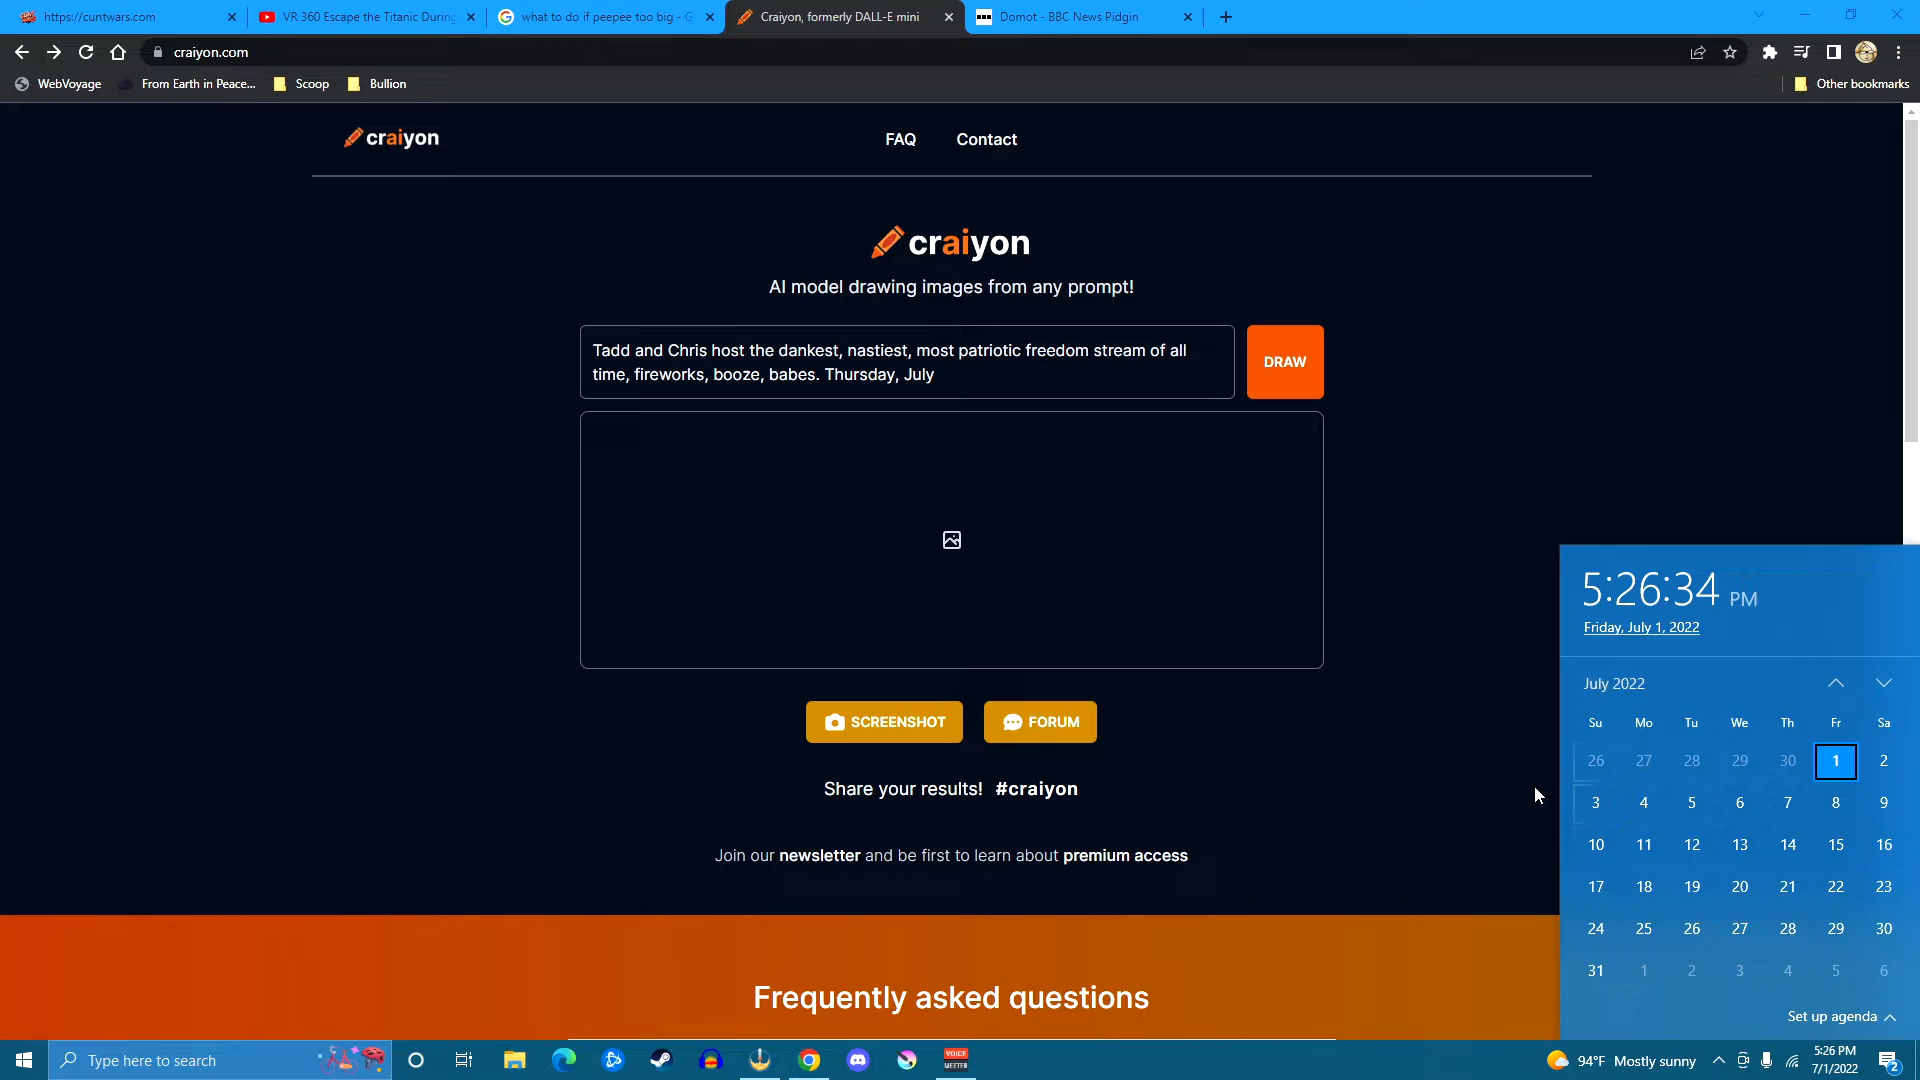 https://cuntwars.com
VR 360 Escape the Titanic During
what to do if peepee too big - G
Craiyon, formerly DALL-E mini
Domot - BBC News Pidgin
craiyon.com
WebVoyage
From Earth in Peace...
Scoop
Bullion
Other bookmarks
craiyon
FAQ
Contact
craiyon
AI model drawing images from any prompt!
Tadd and Chris host the dankest, nastiest, most patriotic freedom stream of all
time, fireworks, booze, babes. Thursday, July
DRAW
SCREENSHOT
FORUM
Share your results! #craiyon
Join our newsletter and be first to learn about premium access
Frequently asked questions
5:26:34 PM
Friday, July 1, 2022
July 2022
Su Mo Tu We Th Fr Sa
26 27 28 29 30 1 2
3 4 5 6 7 8 9
10 11 12 13 14 15 16
17 18 19 20 21 22 23
24 25 26 27 28 29 30
31 1 2 3 4 5 6
Set up agenda
Type here to search
VOICE
MEETER
94°F Mostly sunny
5:26 PM
7/1/2022
2